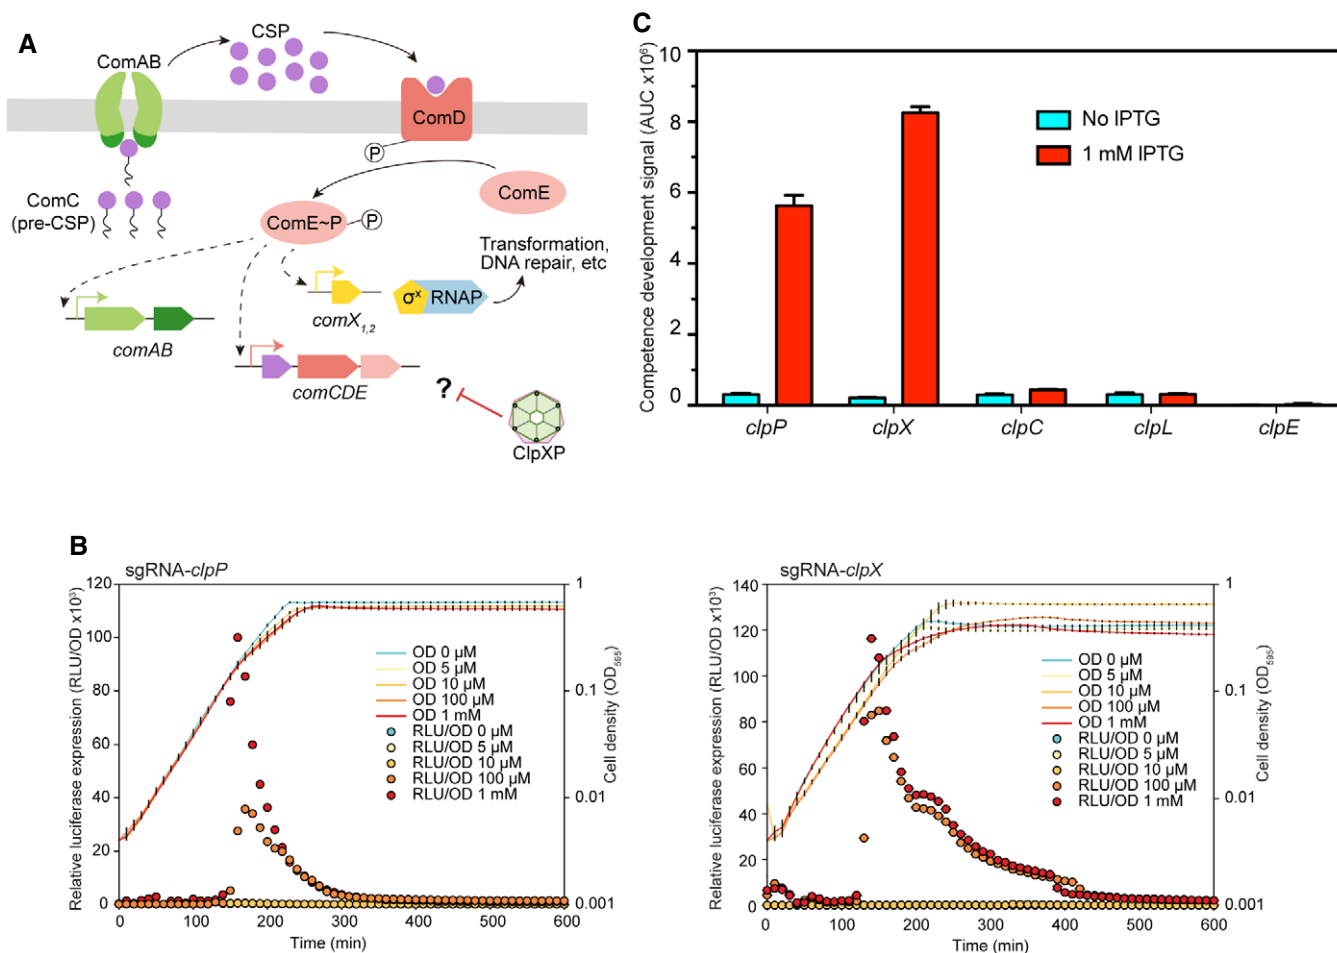 A
CSP
ComAB
ComD
P
ComC
(pre-CSP)
ComE
ComE~P
P
Transformation,
DNA repair, etc
σx RNAP
comX1,2
comAB
comCDE
?
ClpXP
C
Competence development signal (AUC x10⁶)
10
8
6
4
2
0
No IPTG
1 mM IPTG
clpP clpX clpC clpL clpE
B
sgRNA-clpP
Relative luciferase expression (RLU/OD x10³)
120
100
80
60
40
20
0
1
0.1
0.01
0.001
Cell density (OD₅₉₅)
OD 0 µM
OD 5 µM
OD 10 µM
OD 100 µM
OD 1 mM
RLU/OD 0 µM
RLU/OD 5 µM
RLU/OD 10 µM
RLU/OD 100 µM
RLU/OD 1 mM
0 100 200 300 400 500 600
Time (min)
sgRNA-clpX
Relative luciferase expression (RLU/OD x10³)
140
120
100
80
60
40
20
0
1
0.1
0.01
0.001
Cell density (OD₅₉₅)
OD 0 µM
OD 5 µM
OD 10 µM
OD 100 µM
OD 1 mM
RLU/OD 0 µM
RLU/OD 5 µM
RLU/OD 10 µM
RLU/OD 100 µM
RLU/OD 1 mM
0 100 200 300 400 500 600
Time (min)